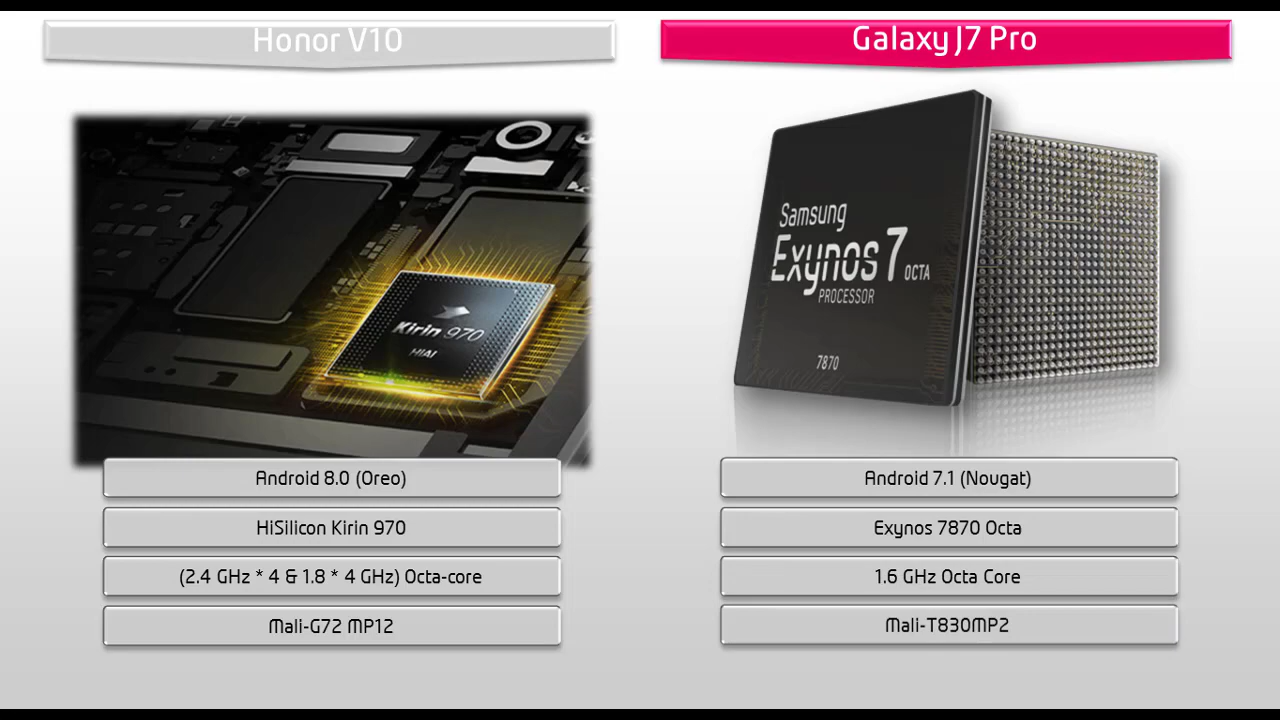 Honor V10
Galaxy J7 Pro
Kirin 970
HIAI
Samsung
Exynos 7 OCTA
PROCESSOR
7870
Android 8.0 (Oreo)
HiSilicon Kirin 970
(2.4 GHz * 4 & 1.8 * 4 GHz) Octa-core
Mali-G72 MP12
Android 7.1 (Nougat)
Exynos 7870 Octa
1.6 GHz Octa Core
Mali-T830MP2